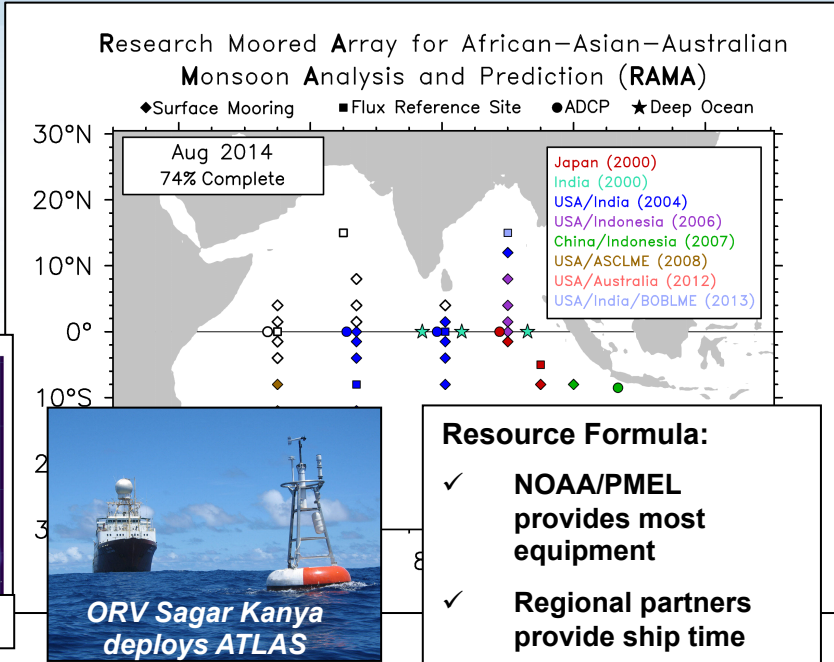 Research Moored Array for African-Asian-Australian
Monsoon Analysis and Prediction (RAMA)
◆Surface Mooring ■Flux Reference Site ●ADCP ★Deep Ocean
30°N
Aug 2014
74% Complete
Japan (2000)
India (2000)
USA/India (2004)
USA/Indonesia (2006)
China/Indonesia (2007)
USA/ASCLME (2008)
USA/Australia (2012)
USA/India/BOBLME (2013)
20°N
10°N
0°
10°S
2
3
Resource Formula:
✓ NOAA/PMEL
provides most
equipment
✓ Regional partners
provide ship time
ORV Sagar Kanya
deploys ATLAS